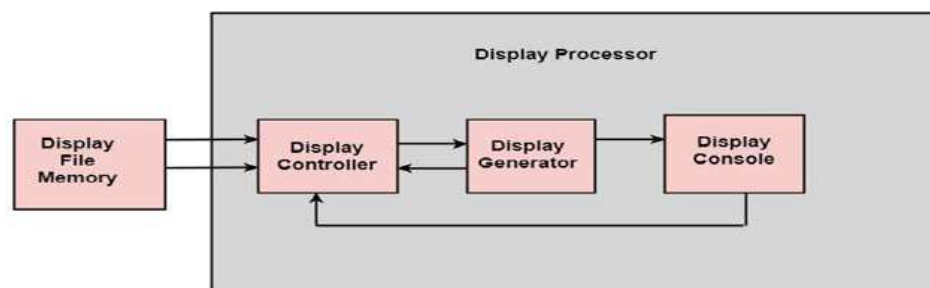 Display Processor
Display
File
Memory
Display
Controller
Display
Generator
Display
Console